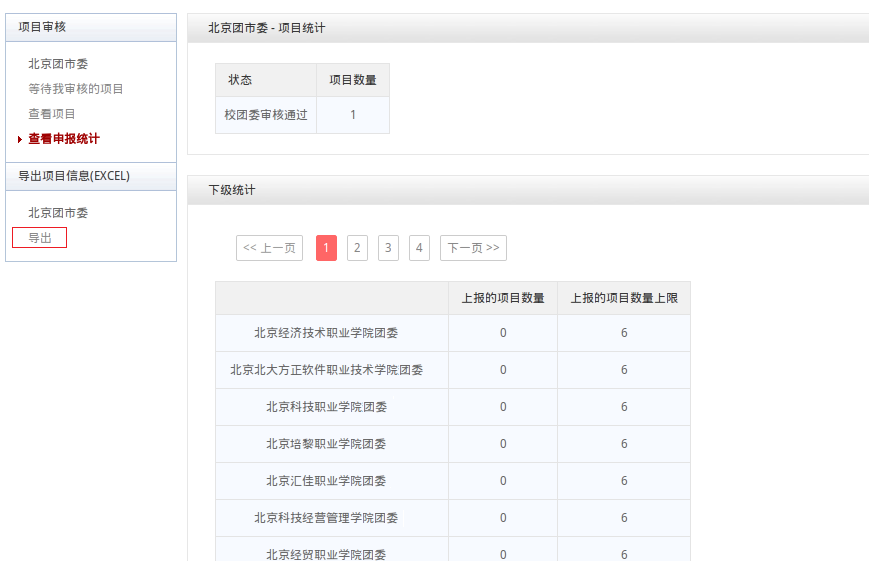 项目审核
北京团市委
等待我审核的项目
查看项目
查看申报统计
导出项目信息(EXCEL)
北京团市委
导出
北京团市委 - 项目统计
状态 项目数量
校团委审核通过 1
下级统计
<< 上一页 1 2 3 4 下一页 >>
上报的项目数量 上报的项目数量上限
北京经济技术职业学院团委 0 6
北京北大方正软件职业技术学院团委 0 6
北京科技职业学院团委 0 6
北京培黎职业学院团委 0 6
北京汇佳职业学院团委 0 6
北京科技经营管理学院团委 0 6
北京经贸职业学院团委 0 6